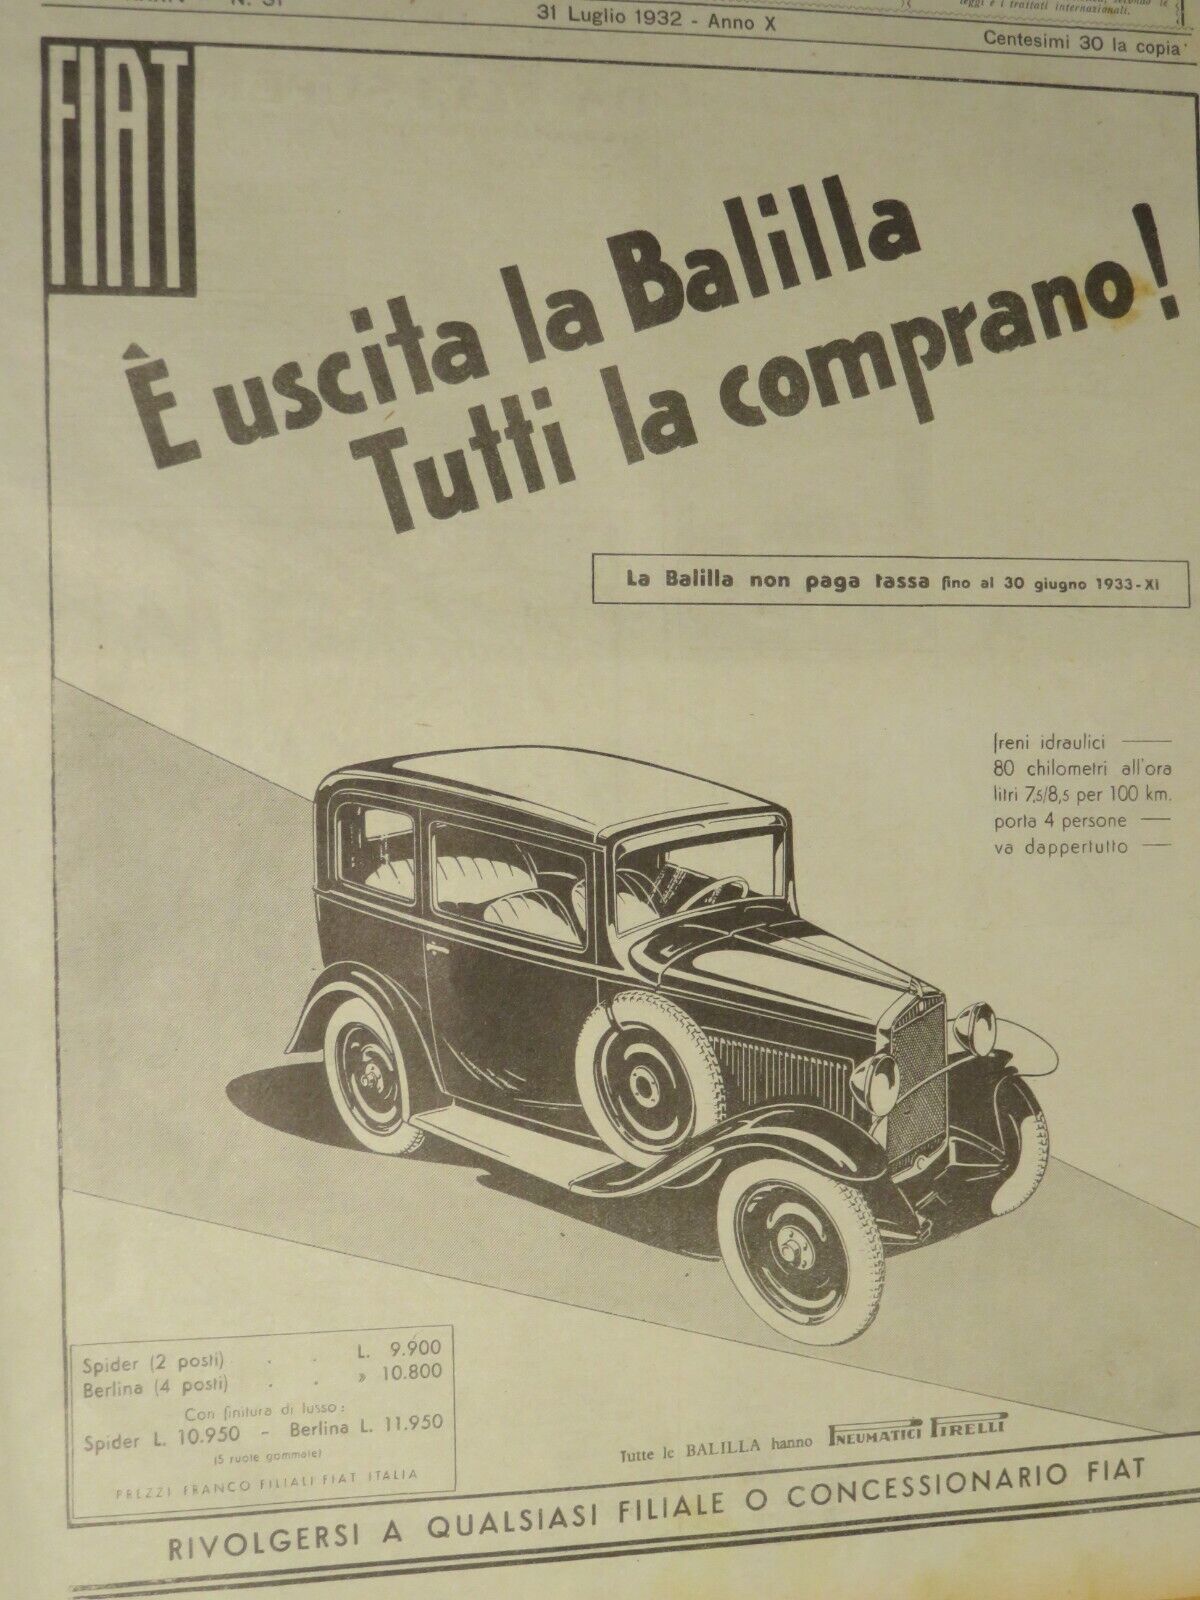 N. 31
31 Luglio 1932 - Anno X
leggi e i trattati internazionali.
Centesimi 30 la copia
FIAT
È uscita la Balilla
Tutti la comprano!
La Balilla non paga tassa fino al 30 giugno 1933-XI
freni idraulici
80 chilometri all'ora
litri 7,5/8,5 per 100 km.
porta 4 persone
va dappertutto
Spider (2 posti) . . L. 9.900
Berlina (4 posti) . . » 10.800
Con finitura di lusso:
Spider L. 10.950 - Berlina L. 11.950
(5 ruote gommate)
PREZZI FRANCO FILIALI FIAT ITALIA
Tutte le BALILLA hanno PNEUMATICI PIRELLI
RIVOLGERSI A QUALSIASI FILIALE O CONCESSIONARIO FIAT